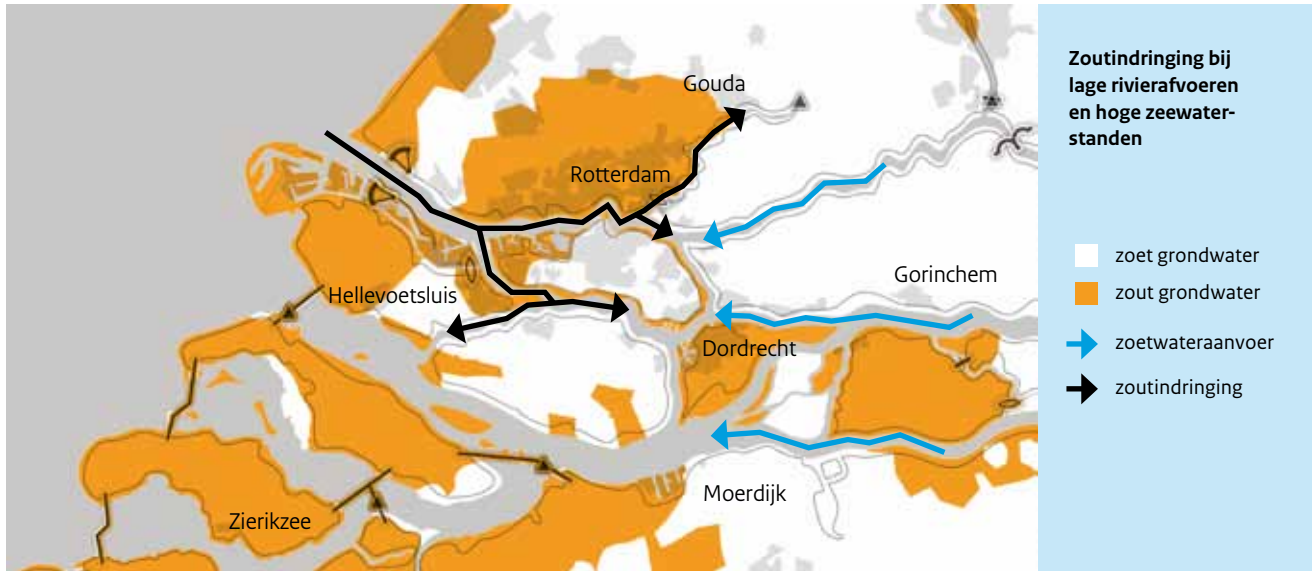 Gouda
Rotterdam
Gorinchem
Hellevoetsluis
Dordrecht
Moerdijk
Zierikzee
Zoutindringing bij
lage rivierafvoeren
en hoge zeewater-
standen
zoet grondwater
zout grondwater
zoetwateraanvoer
zoutindringing